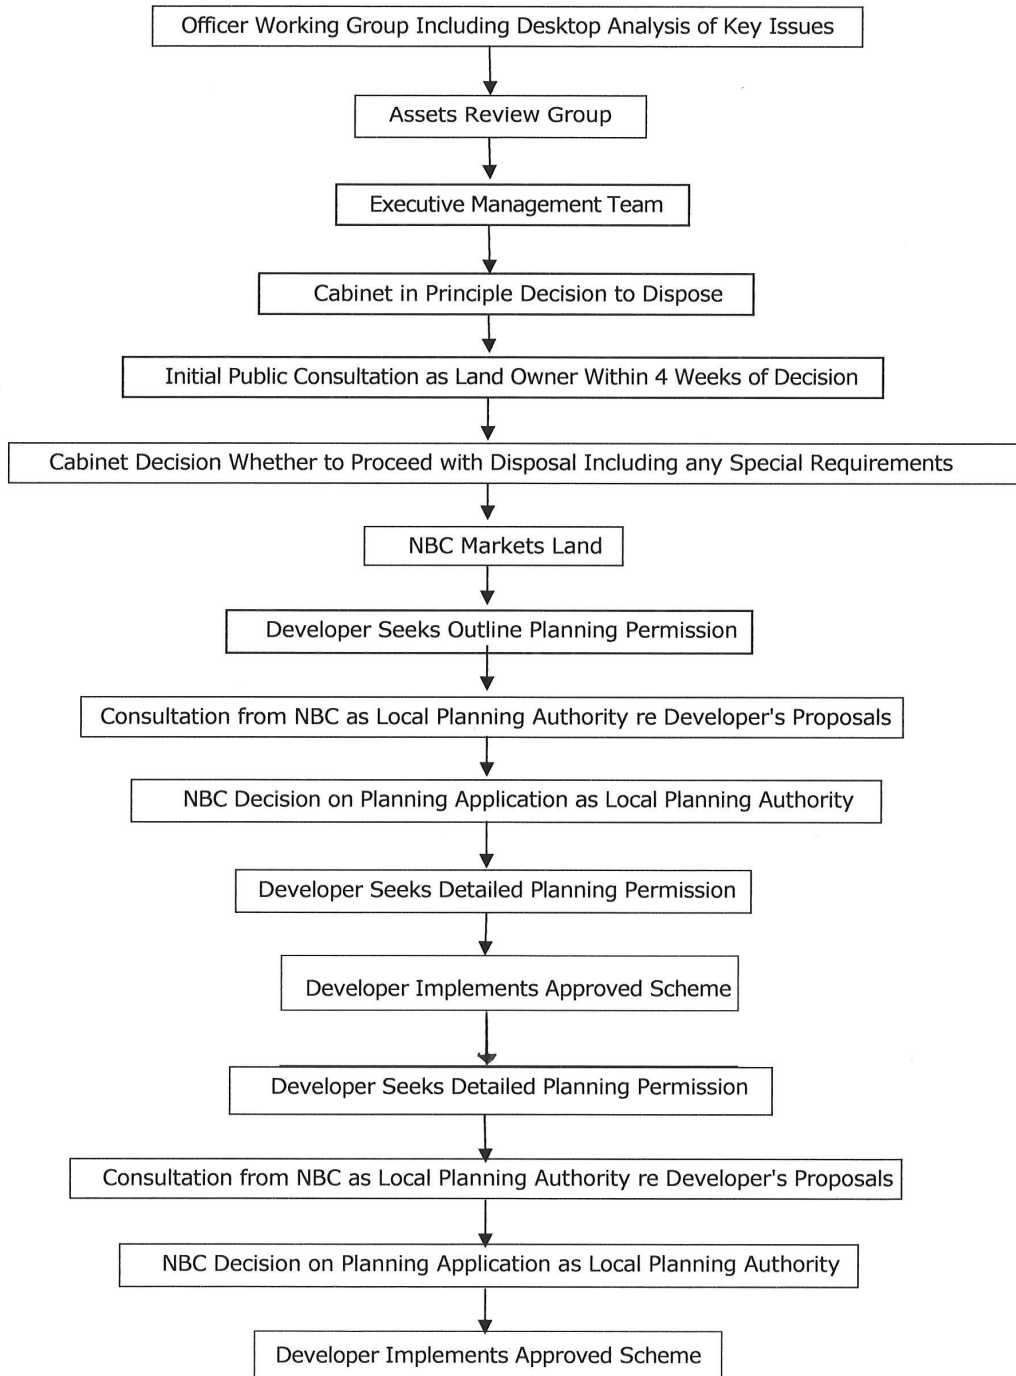 Officer Working Group Including Desktop Analysis of Key Issues
Assets Review Group
Executive Management Team
Cabinet in Principle Decision to Dispose
Initial Public Consultation as Land Owner Within 4 Weeks of Decision
Cabinet Decision Whether to Proceed with Disposal Including any Special Requirements
NBC Markets Land
Developer Seeks Outline Planning Permission
Consultation from NBC as Local Planning Authority re Developer's Proposals
NBC Decision on Planning Application as Local Planning Authority
Developer Seeks Detailed Planning Permission
Developer Implements Approved Scheme
Developer Seeks Detailed Planning Permission
Consultation from NBC as Local Planning Authority re Developer's Proposals
NBC Decision on Planning Application as Local Planning Authority
Developer Implements Approved Scheme